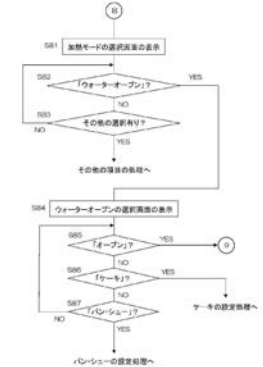 8
S81
加熱モードの選択画面の表示
S82
「ウォーターオーブン」?
YES
NO
S83
その他の選択有り?
NO
YES
その他の項目の処理へ
S84
ウォーターオーブンの選択画面の表示
S85
「オーブン」?
YES
9
NO
S86
「ケーキ」?
YES
NO
ケーキの設定処理へ
S87
「パン・シュー」?
NO
YES
パン・シューの設定処理へ